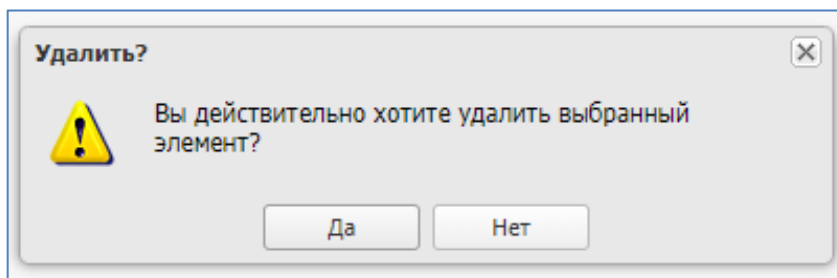 Удалить?
Вы действительно хотите удалить выбранный
элемент?
Да
Нет